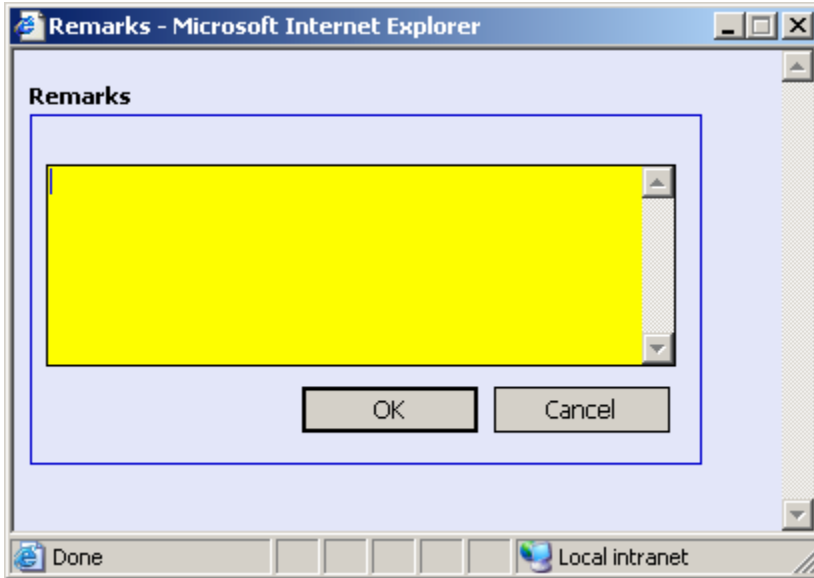 Remarks - Microsoft Internet Explorer
Remarks
OK Cancel
Done Local intranet